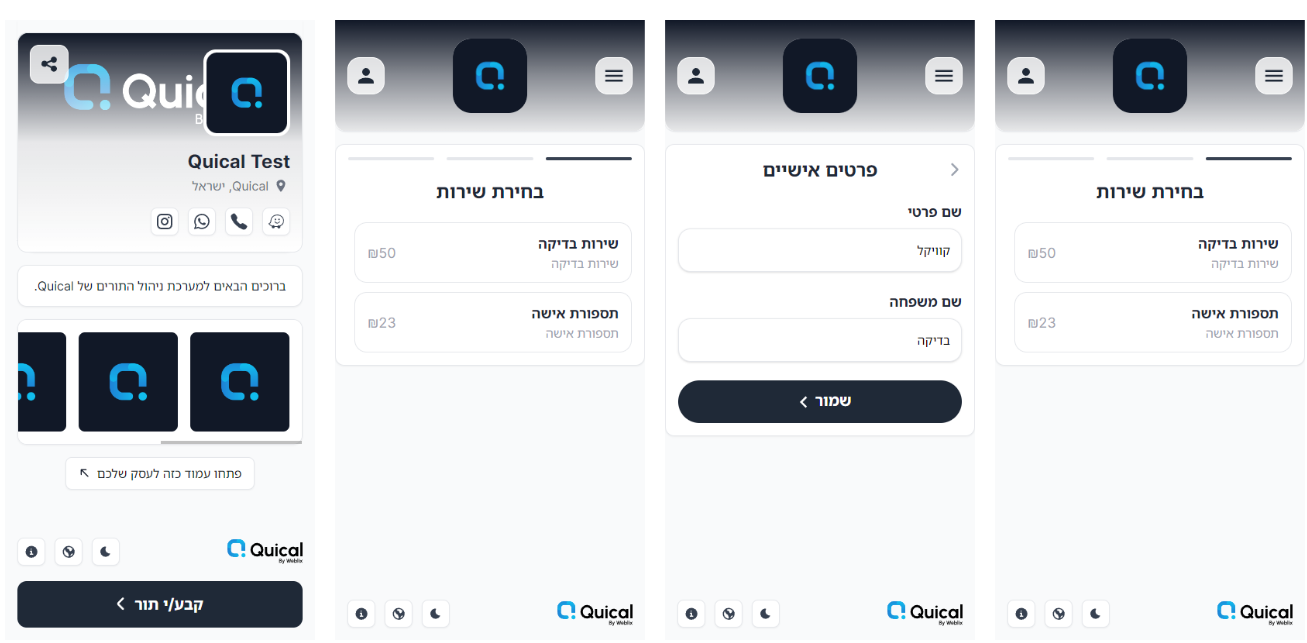 Quical
B
Quical Test
Quical, ישראל
ברוכים הבאים למערכת ניהול התורים של Quical.
פתחו עמוד כזה לעסק שלכם
Quical
By Weblix
קבע/י תור
בחירת שירות
שירות בדיקה
₪50
שירות בדיקה
תספורת אישה
₪23
תספורת אישה
Quical
By Weblix
פרטים אישיים
שם פרטי
קוויקל
שם משפחה
בדיקה
שמור
Quical
By Weblix
בחירת שירות
שירות בדיקה
₪50
שירות בדיקה
תספורת אישה
₪23
תספורת אישה
Quical
By Weblix